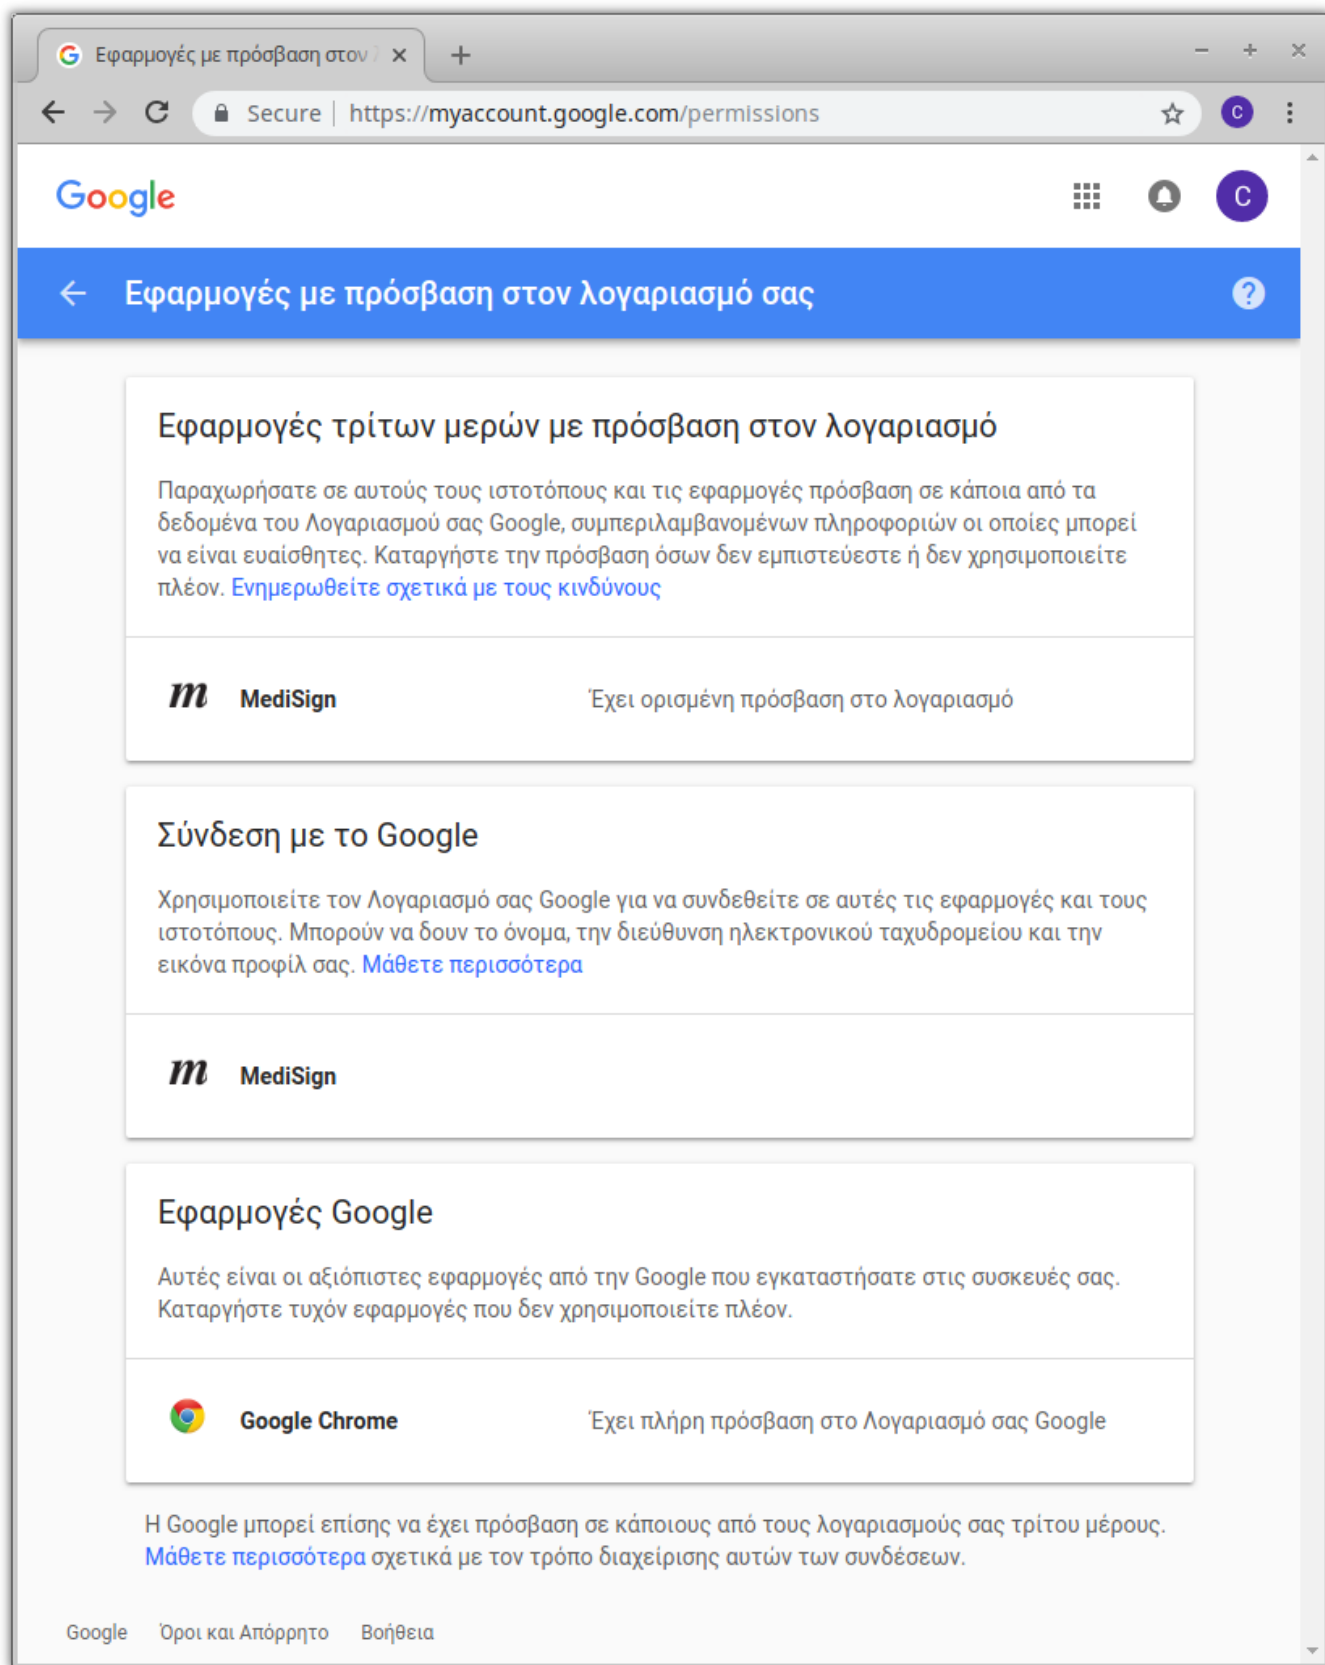 Εφαρμογές με πρόσβαση στον
Secure | https://myaccount.google.com/permissions
C
Google
C
Εφαρμογές με πρόσβαση στον λογαριασμό σας
?
Εφαρμογές τρίτων μερών με πρόσβαση στον λογαριασμό
Παραχωρήσατε σε αυτούς τους ιστοτόπους και τις εφαρμογές πρόσβαση σε κάποια από τα
δεδομένα του Λογαριασμού σας Google, συμπεριλαμβανομένων πληροφοριών οι οποίες μπορεί
να είναι ευαίσθητες. Καταργήστε την πρόσβαση όσων δεν εμπιστεύεστε ή δεν χρησιμοποιείτε
πλέον. Ενημερωθείτε σχετικά με τους κινδύνους
m MediSign Έχει ορισμένη πρόσβαση στο λογαριασμό
Σύνδεση με το Google
Χρησιμοποιείτε τον Λογαριασμό σας Google για να συνδεθείτε σε αυτές τις εφαρμογές και τους
ιστοτόπους. Μπορούν να δουν το όνομα, την διεύθυνση ηλεκτρονικού ταχυδρομείου και την
εικόνα προφίλ σας. Μάθετε περισσότερα
m MediSign
Εφαρμογές Google
Αυτές είναι οι αξιόπιστες εφαρμογές από την Google που εγκαταστήσατε στις συσκευές σας.
Καταργήστε τυχόν εφαρμογές που δεν χρησιμοποιείτε πλέον.
Google Chrome Έχει πλήρη πρόσβαση στο Λογαριασμό σας Google
Η Google μπορεί επίσης να έχει πρόσβαση σε κάποιους από τους λογαριασμούς σας τρίτου μέρους.
Μάθετε περισσότερα σχετικά με τον τρόπο διαχείρισης αυτών των συνδέσεων.
Google Όροι και Απόρρητο Βοήθεια